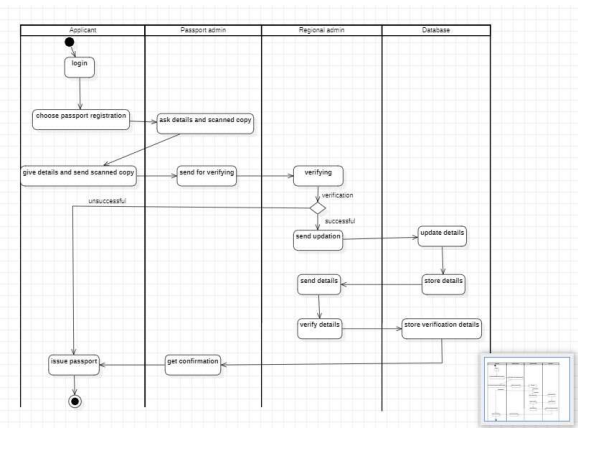 Applicant Passport admin Regional admin Database
login
choose passport registration
ask details and scanned copy
give details and send scanned copy
send for verifying
verifying
verification
unsuccessful
successful
send updation
update details
send details
store details
verify details
store verification details
issue passport
get confirmation